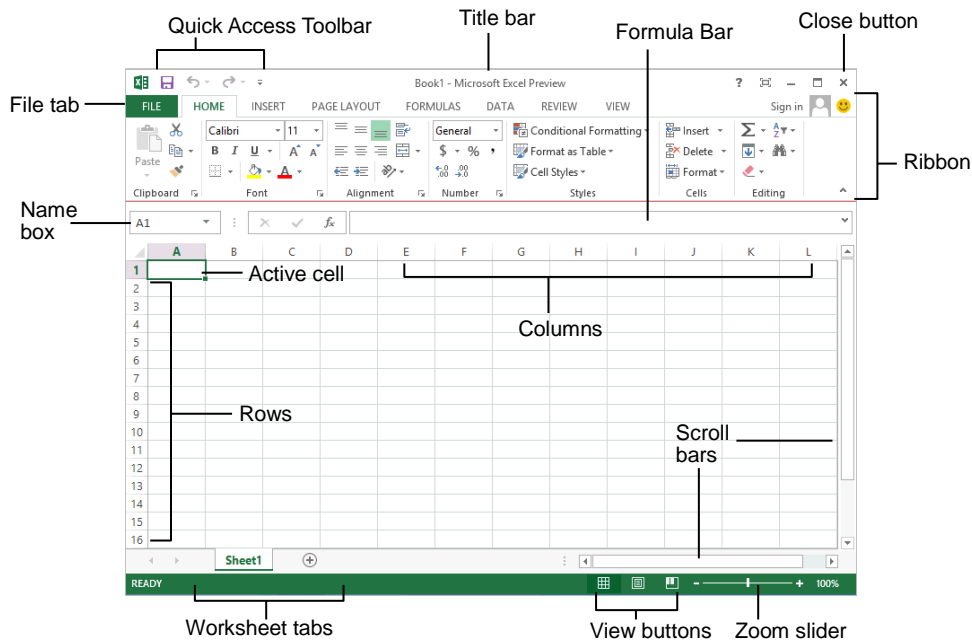 Quick Access Toolbar
Title bar
Formula Bar
Close button
Book1 - Microsoft Excel Preview
?
File tab
FILE HOME INSERT PAGE LAYOUT FORMULAS DATA REVIEW VIEW Sign in
Calibri 11 General Conditional Formatting Insert
Paste B I U A A $ % , Format as Table Delete
A Cell Styles Format
Clipboard Font Alignment Number Styles Cells Editing
Ribbon
Name
box
A1 fx
A B C D E F G H I J K L
1
Active cell
2
3
4
Columns
5
6
7
8
9
Rows
10
Scroll
bars
11
12
13
14
15
16
Sheet1
READY 100%
Worksheet tabs
View buttons
Zoom slider